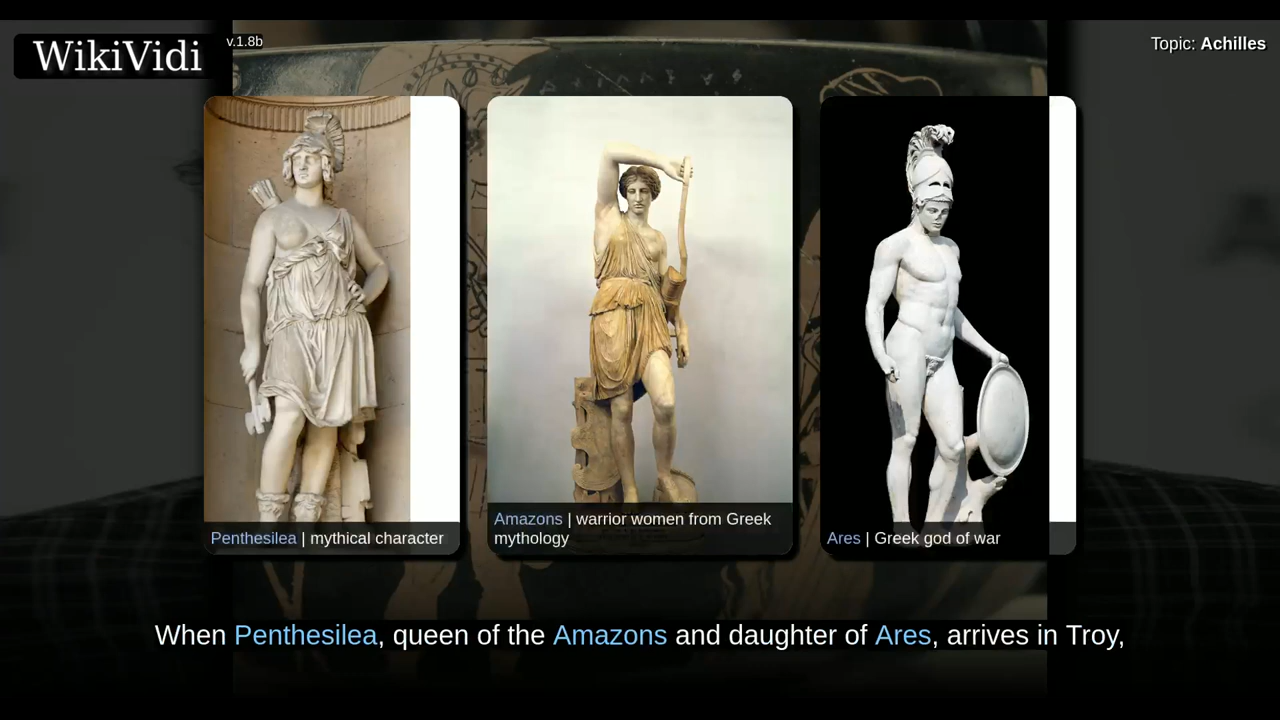 WikiVidi
v.1.8b
Topic: Achilles
Penthesilea | mythical character
Amazons | warrior women from Greek
mythology
Ares | Greek god of war
When Penthesilea, queen of the Amazons and daughter of Ares, arrives in Troy,